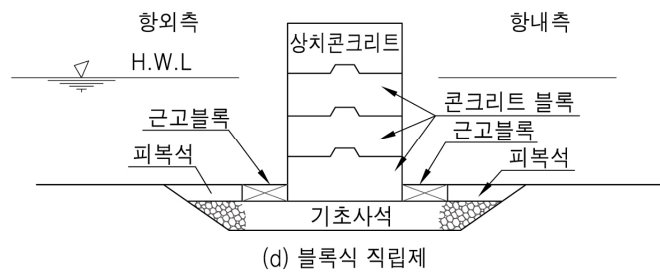 항외측
항내측
상치콘크리트
H.W.L
콘크리트 블록
근고블록
근고블록
피복석
피복석
기초사석
(d) 블록식 직립제